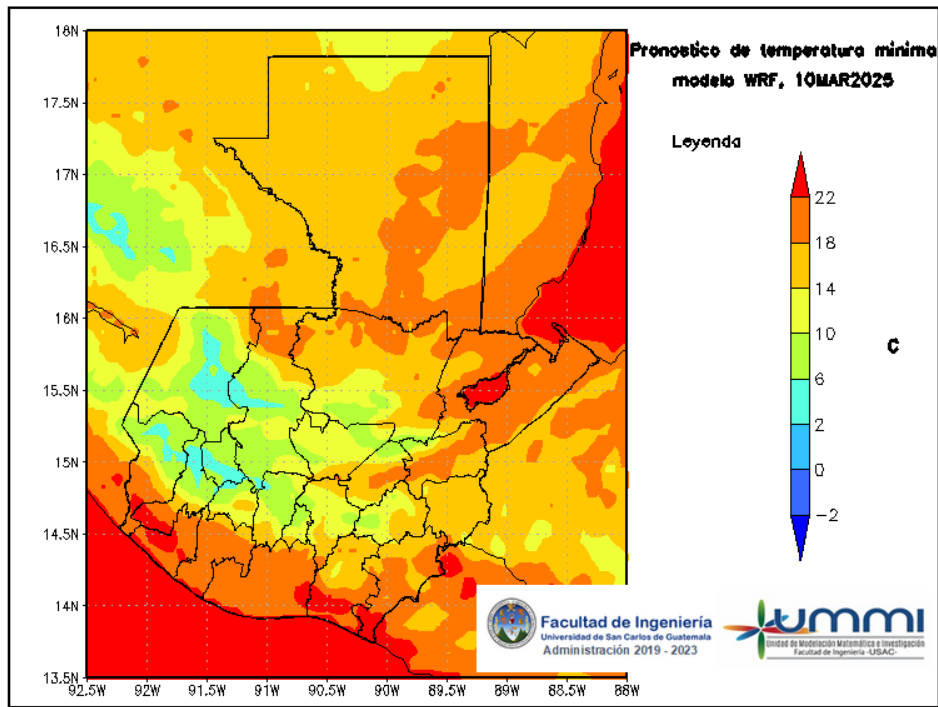 Pronostico de temperatura minima
modelo WRF, 10MAR2025
Leyenda
22
18
14
10
6
2
0
−2
C
18N
17.5N
17N
16.5N
16N
15.5N
15N
14.5N
14N
13.5N
92.5W
92W
91.5W
91W
90.5W
90W
89.5W
89W
88.5W
88W
Facultad de Ingeniería
Universidad de San Carlos de Guatemala
Administración 2019 - 2023
ummi
Unidad de Modelación Matemática e Investigación
Facultad de Ingeniería -USAC-